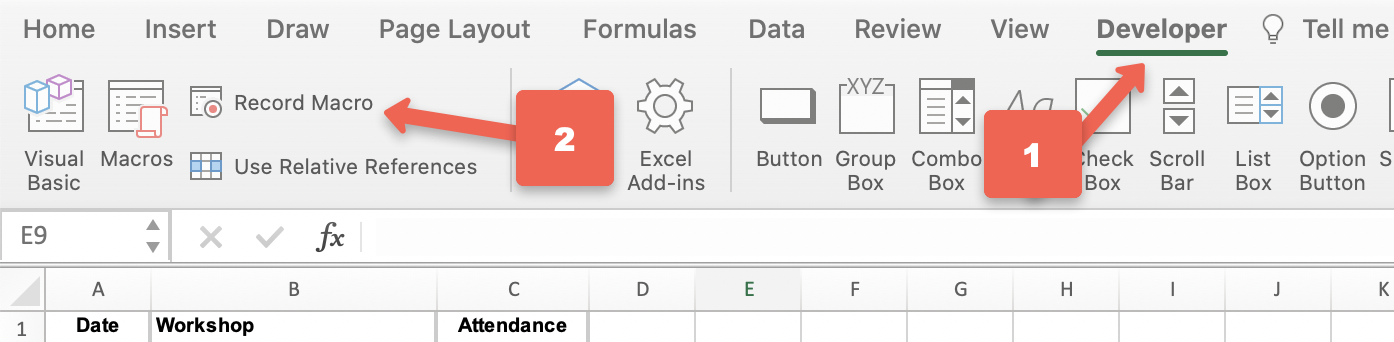 Home Insert Draw Page Layout Formulas Data Review View Developer Tell me
XYZ Aa
Record Macro
2
1
Use Relative References
Visual Basic
Macros
Excel Add-ins
Button
Group Box
Combo Box
Check Box
Scroll Bar
List Box
Option Button
E9
fx
A B C D E F G H I J K
1 Date Workshop Attendance